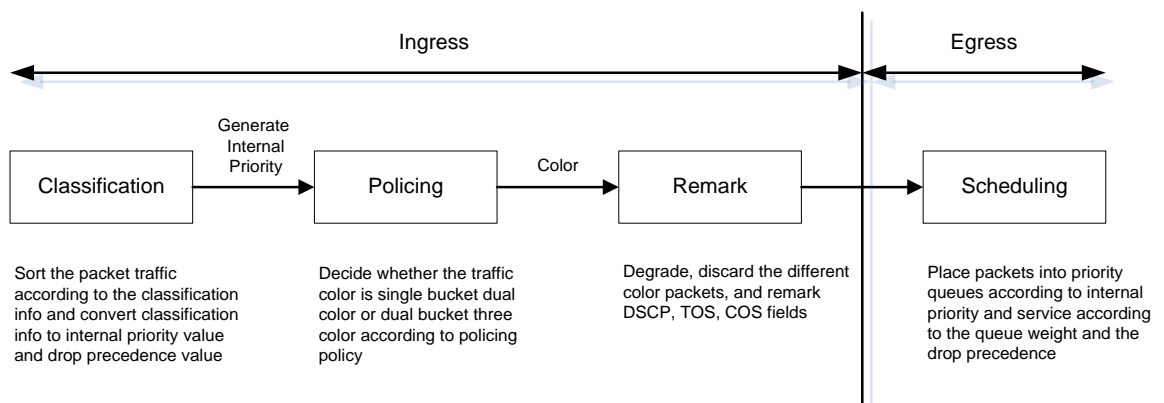 Ingress
Egress
Generate
Internal
Priority
Color
Classification
Policing
Remark
Scheduling
Sort the packet traffic
according to the classification
info and convert classification
info to internal priority value
and drop precedence value
Decide whether the traffic
color is single bucket dual
color or dual bucket three
color according to policing
policy
Degrade, discard the different
color packets, and remark
DSCP, TOS, COS fields
Place packets into priority
queues according to internal
priority and service according
to the queue weight and the
drop precedence